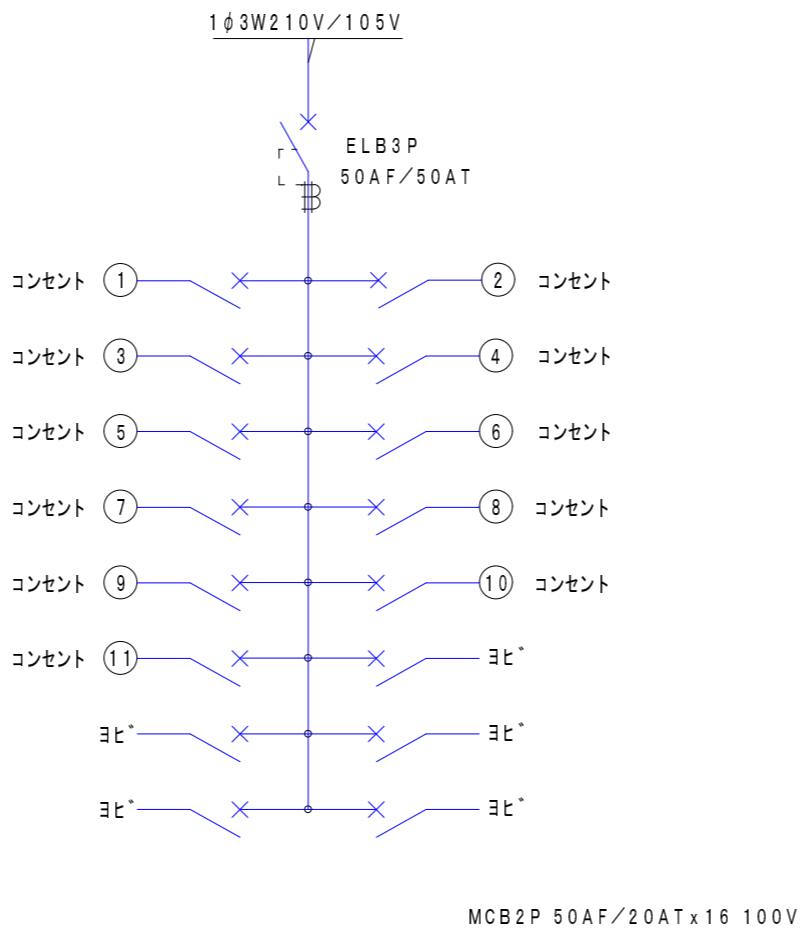 1φ3W210V/105V
ELB3P
50AF/50AT
コンセント 1 2 コンセント
コンセント 3 4 コンセント
コンセント 5 6 コンセント
コンセント 7 8 コンセント
コンセント 9 10 コンセント
コンセント 11 ヨビ
ヨビ ヨビ
ヨビ ヨビ
MCB2P 50AF/20ATx16 100V